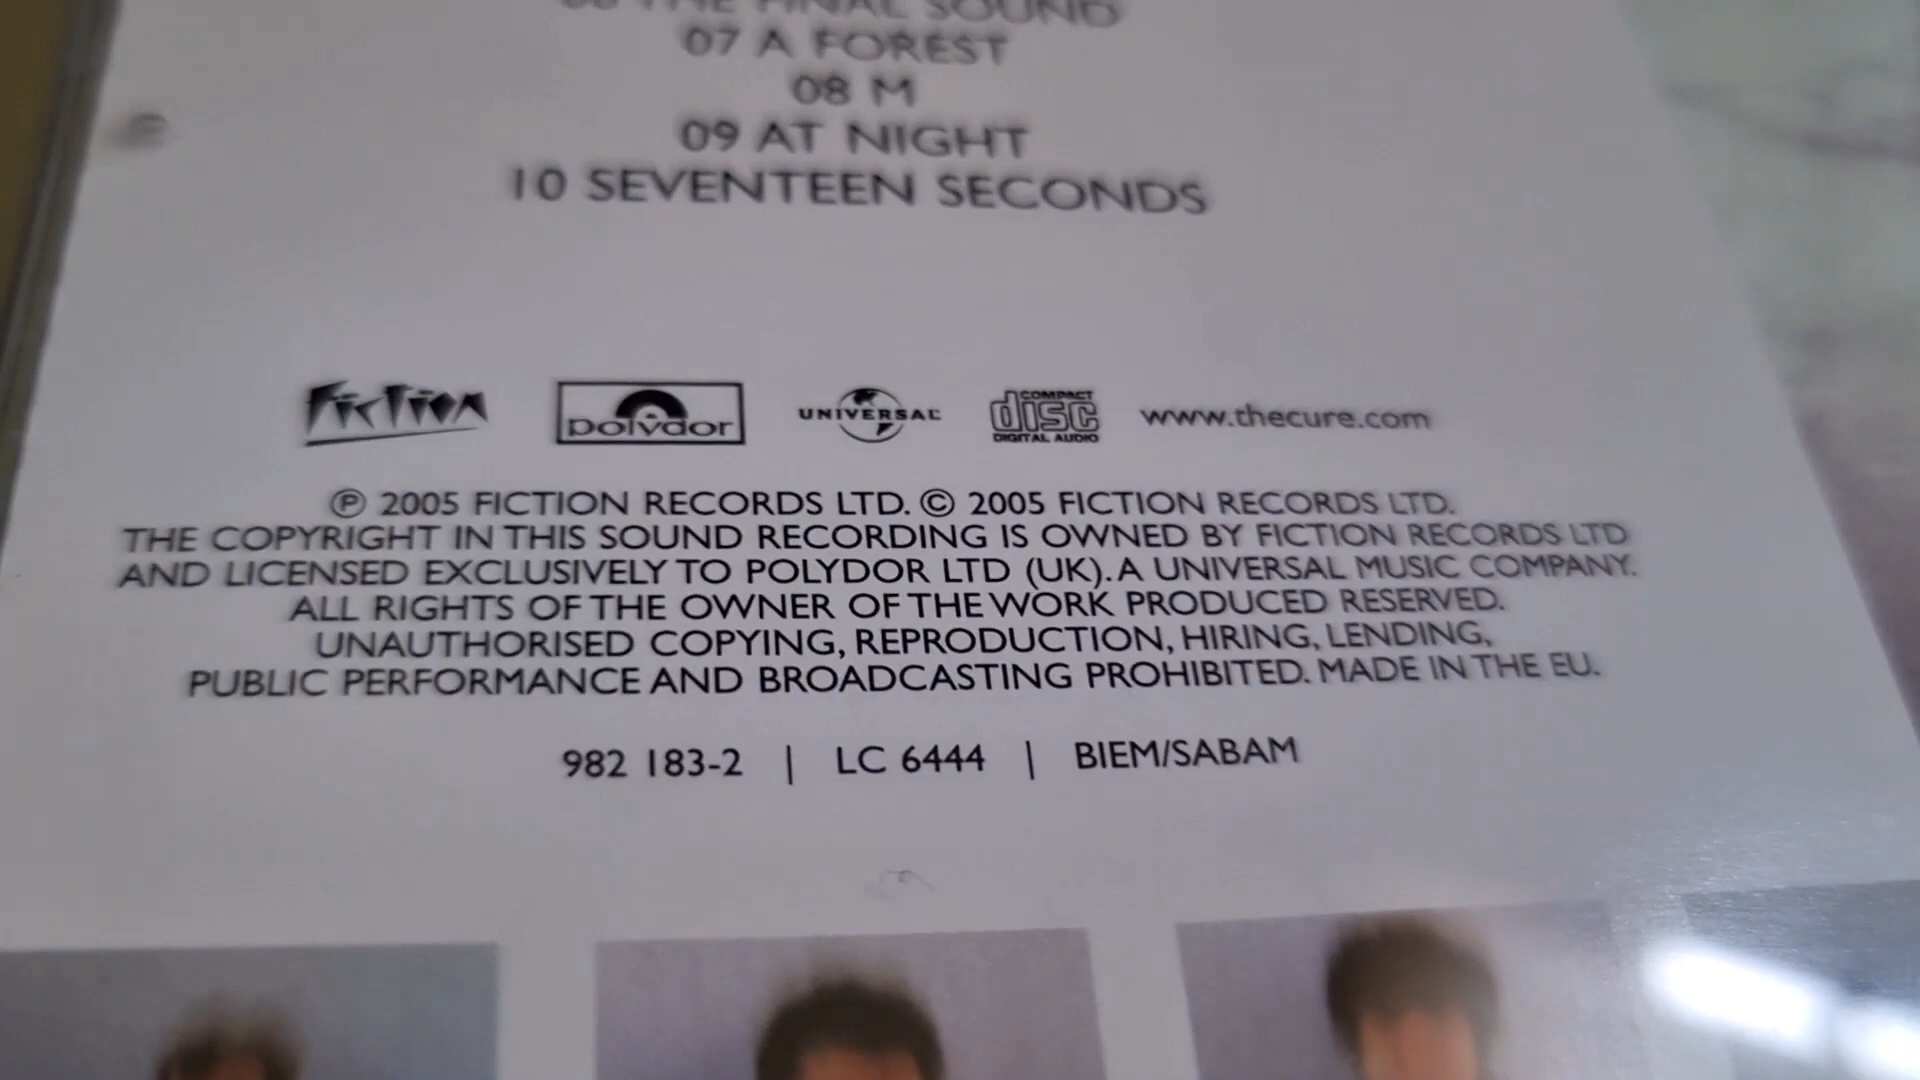 06 THE FINAL SOUND
07 A FOREST
08 M
09 AT NIGHT
10 SEVENTEEN SECONDS
Fiction polydor UNIVERSAL COMPACT disc DIGITAL AUDIO www.thecure.com
Ⓟ 2005 FICTION RECORDS LTD. © 2005 FICTION RECORDS LTD.
THE COPYRIGHT IN THIS SOUND RECORDING IS OWNED BY FICTION RECORDS LTD
AND LICENSED EXCLUSIVELY TO POLYDOR LTD (UK). A UNIVERSAL MUSIC COMPANY.
ALL RIGHTS OF THE OWNER OF THE WORK PRODUCED RESERVED.
UNAUTHORISED COPYING, REPRODUCTION, HIRING, LENDING,
PUBLIC PERFORMANCE AND BROADCASTING PROHIBITED. MADE IN THE EU.
982 183-2 | LC 6444 | BIEM/SABAM